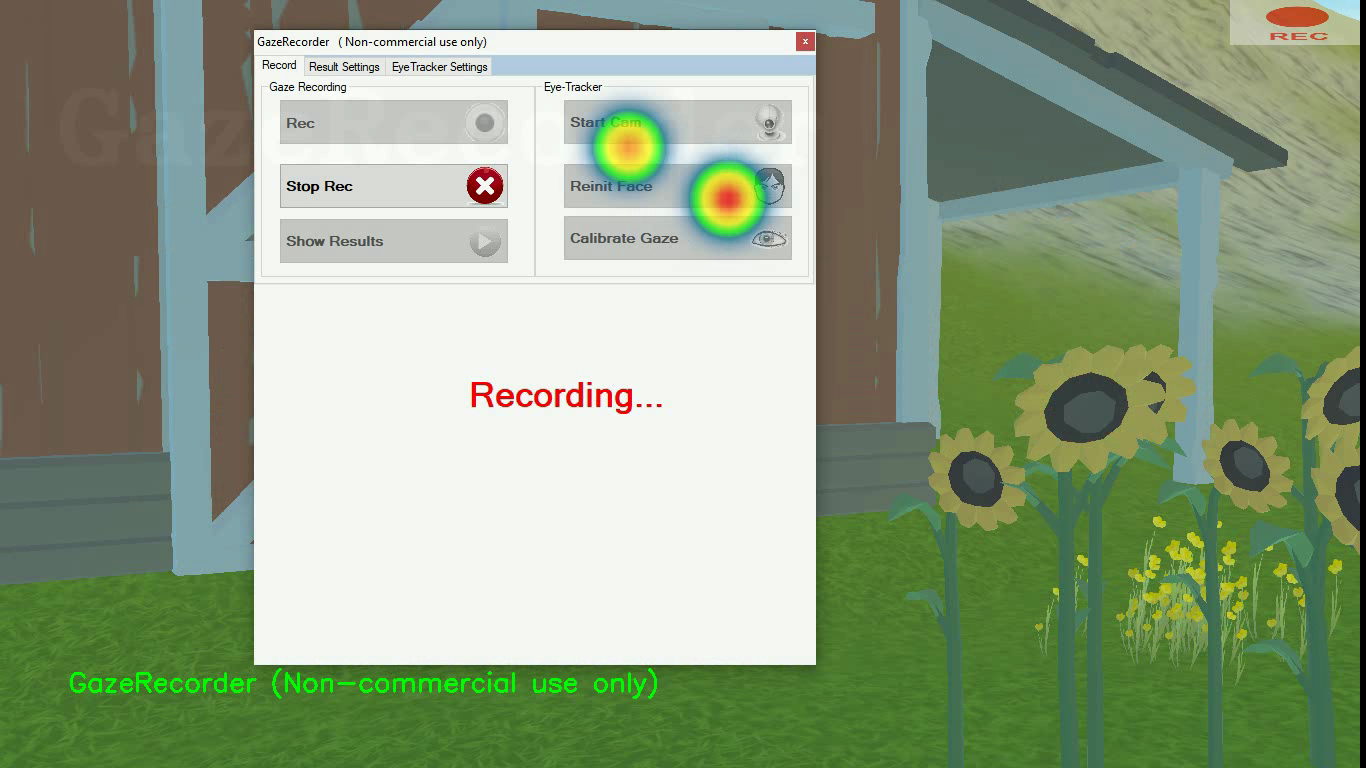 GazeRecorder ( Non-commercial use only)
x
REC
Record Result Settings EyeTracker Settings
Gaze Recording
Rec
Stop Rec
Show Results
Eye-Tracker
Start Cam
Reinit Face
Calibrate Gaze
Recording...
GazeRecorder (Non-commercial use only)